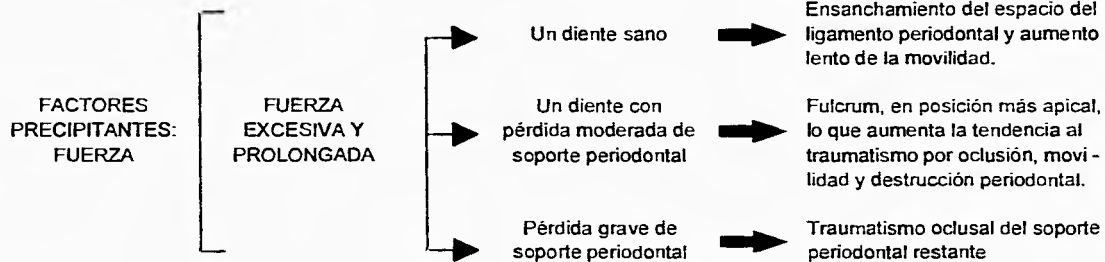 FACTORES
PRECIPITANTES:
FUERZA
FUERZA
EXCESIVA Y
PROLONGADA
Un diente sano
Ensanchamiento del espacio del
ligamento periodontal y aumento
lento de la movilidad.
Un diente con
pérdida moderada de
soporte periodontal
Fulcrum, en posición más apical,
lo que aumenta la tendencia al
traumatismo por oclusión, movi -
lidad y destrucción periodontal.
Pérdida grave de
soporte periodontal
Traumatismo oclusal del soporte
periodontal restante